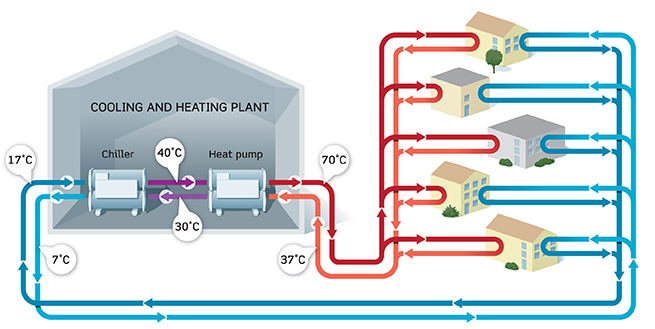 COOLING AND HEATING PLANT
Chiller
40°C
Heat pump
17°C
70°C
30°C
7°C
37°C